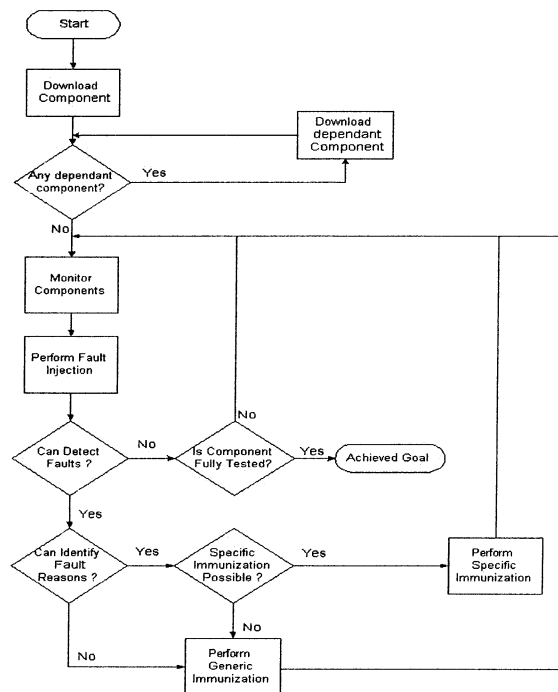 Start
Download
Component
Download
dependant
Component
Any dependant
component?
Yes
No
Monitor
Components
Perform Fault
Injection
No
Can Detect
Faults ?
No
Is Component
Fully Tested?
Yes
Achieved Goal
Yes
Can Identify
Fault
Reasons ?
Yes
Specific
Immunization
Possible ?
Yes
Perform
Specific
Immunization
No
No
Perform
Generic
Immunization